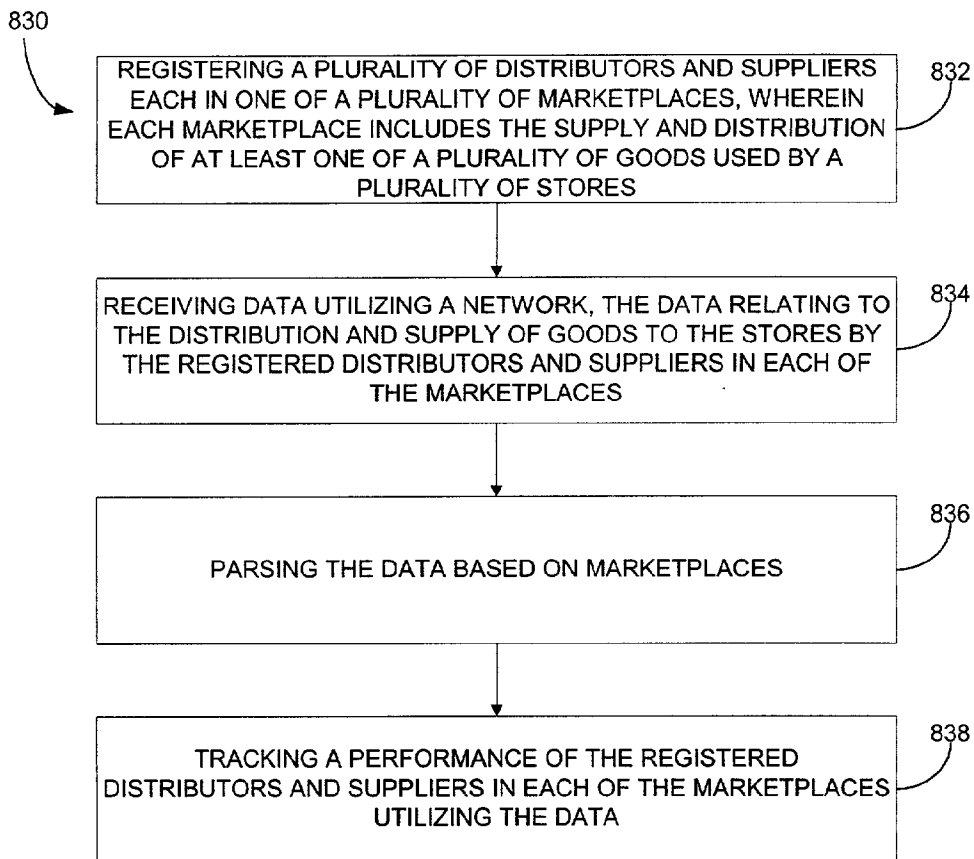 830
REGISTERING A PLURALITY OF DISTRIBUTORS AND SUPPLIERS
EACH IN ONE OF A PLURALITY OF MARKETPLACES, WHEREIN
EACH MARKETPLACE INCLUDES THE SUPPLY AND DISTRIBUTION
OF AT LEAST ONE OF A PLURALITY OF GOODS USED BY A
PLURALITY OF STORES
832
RECEIVING DATA UTILIZING A NETWORK, THE DATA RELATING TO
THE DISTRIBUTION AND SUPPLY OF GOODS TO THE STORES BY
THE REGISTERED DISTRIBUTORS AND SUPPLIERS IN EACH OF
THE MARKETPLACES
834
PARSING THE DATA BASED ON MARKETPLACES
836
TRACKING A PERFORMANCE OF THE REGISTERED
DISTRIBUTORS AND SUPPLIERS IN EACH OF THE MARKETPLACES
UTILIZING THE DATA
838